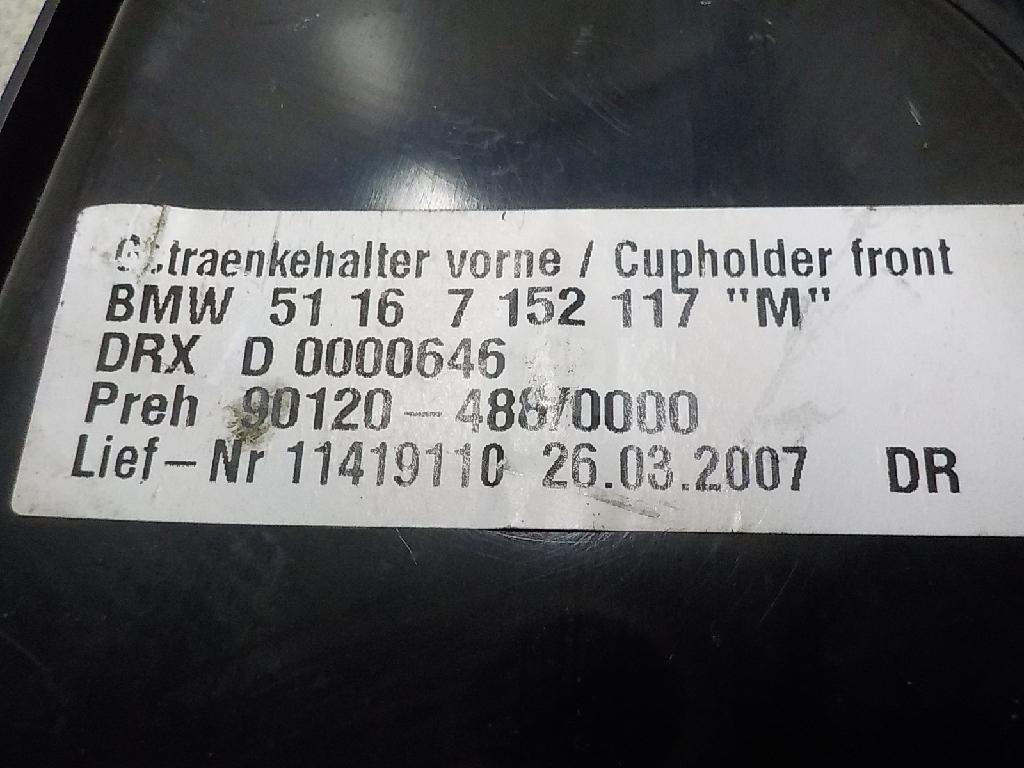 Getraenkehalter vorne / Cupholder front
BMW 51 16 7 152 117 "M"
DRX D 0000646
Preh 90120-488/0000
Lief-Nr 11419110 26.03.2007 DR